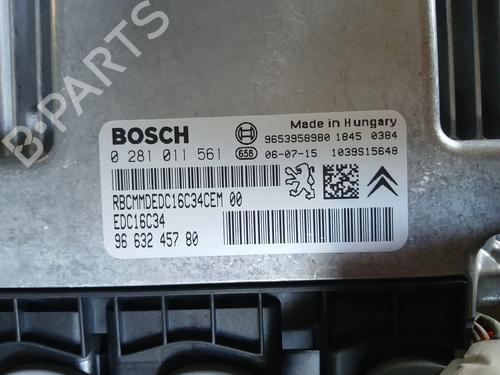 BOSCH
Made in Hungary
9653958980 1845 0384
0 281 011 561 658 06-07-15 1039S15648
RBCMMDEDC16C34CEM 00
EDC16C34
96 632 457 80
B-PARTS